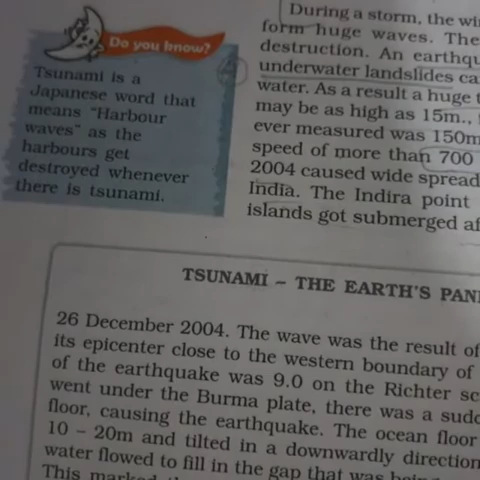 Do you know?
Tsunami is a
Japanese word that
means "Harbour
waves" as the
harbours get
destroyed whenever
there is tsunami.
During a storm, the
form huge waves.
destruction. An
underwater landslides
water. As a result a huge
may be as high as 15m.,
ever measured was 150m
speed of more than 700
2004 caused wide
India. The Indira point
islands got submerged
TSUNAMI – THE EARTH'S
26 December 2004. The wave was the result of
its epicenter close to the western boundary of
of the earthquake was 9.0 on the Richter
went under the Burma plate, there was a
floor, causing the earthquake. The ocean floor
10 – 20m and tilted in a downwardly
water flowed to fill in the gap that was
This